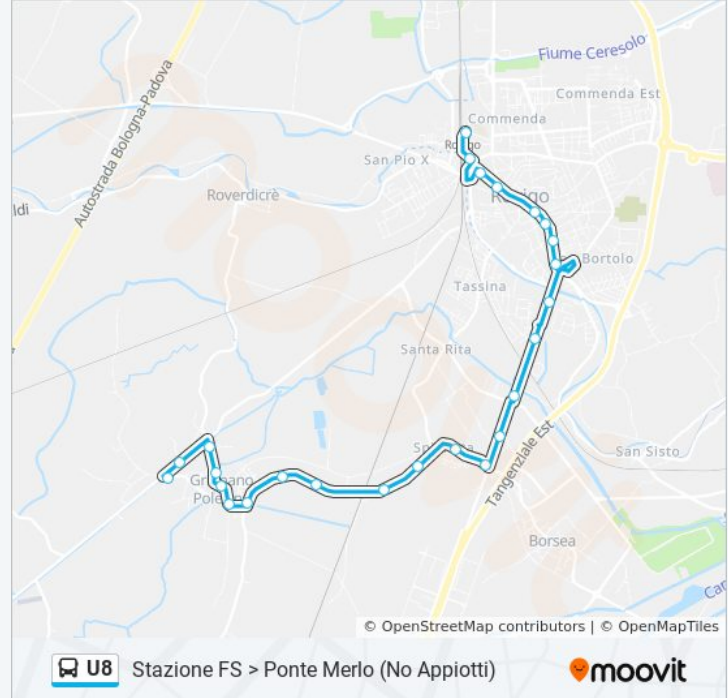 Fiume Ceresolo
Commenda Est
Commenda
Autostrada Bologna-Padova
San Pio X
Roverdicrè
ldi
Bortolo
Tassina
Santa Rita
San Sisto
Tangenziale Est
Borsea
© OpenStreetMap contributors | © OpenMapTiles
U8 Stazione FS > Ponte Merlo (No Appiotti)
moovit